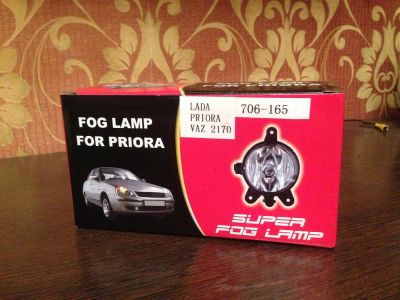 FOG LAMP
FOR PRIORA
LADA
PRIORA
VAZ 2170
706-165
SUPER
FOG LAMP